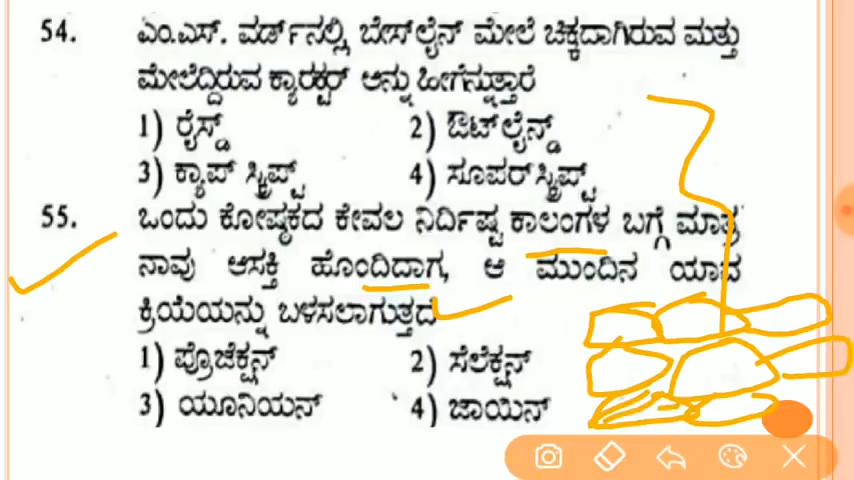 54. ಎಂ.ಎಸ್. ವರ್ಡ್‌ನಲ್ಲಿ ಬೇಸ್‌ಲೈನ್ ಮೇಲೆ ಚಿಕ್ಕದಾಗಿರುವ ಮತ್ತು
ಮೇಲೆದ್ದಿರುವ ಕ್ಯಾರಕ್ಟರ್ ಅನ್ನು ಹೀಗೆನ್ನುತ್ತಾರೆ
1) ರೈಸ್ಡ್ 2) ಔಟ್‌ಲೈನ್ಡ್
3) ಕ್ಯಾಪ್ ಸ್ಕ್ರಿಪ್ಟ್ 4) ಸೂಪರ್‌ಸ್ಕ್ರಿಪ್ಟ್
55. ಒಂದು ಕೋಷ್ಠಕದ ಕೇವಲ ನಿರ್ದಿಷ್ಟ ಕಾಲಂಗಳ ಬಗ್ಗೆ ಮಾತ್ರ
ನಾವು ಆಸಕ್ತಿ ಹೊಂದಿದಾಗ, ಆ ಮುಂದಿನ ಯಾವ
ಕ್ರಿಯೆಯನ್ನು ಬಳಸಲಾಗುತ್ತದೆ
1) ಪ್ರೊಜೆಕ್ಷನ್ 2) ಸೆಲೆಕ್ಷನ್
3) ಯೂನಿಯನ್ 4) ಜಾಯಿನ್